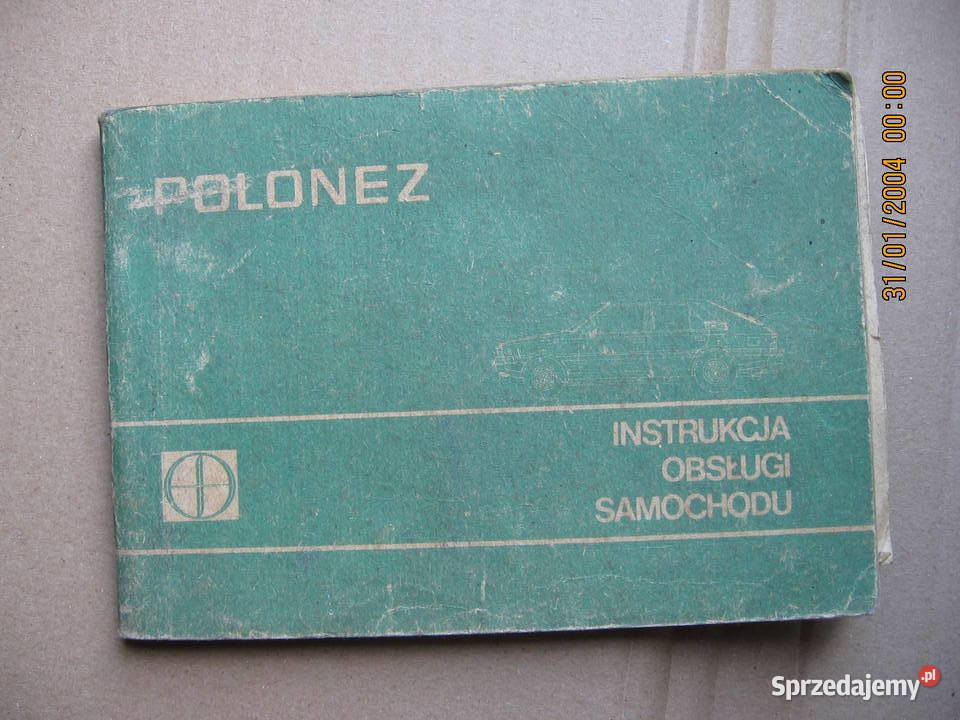 POLONEZ
INSTRUKCJA
OBSŁUGI
SAMOCHODU
31/01/2004 00:00
Sprzedajemy.pl